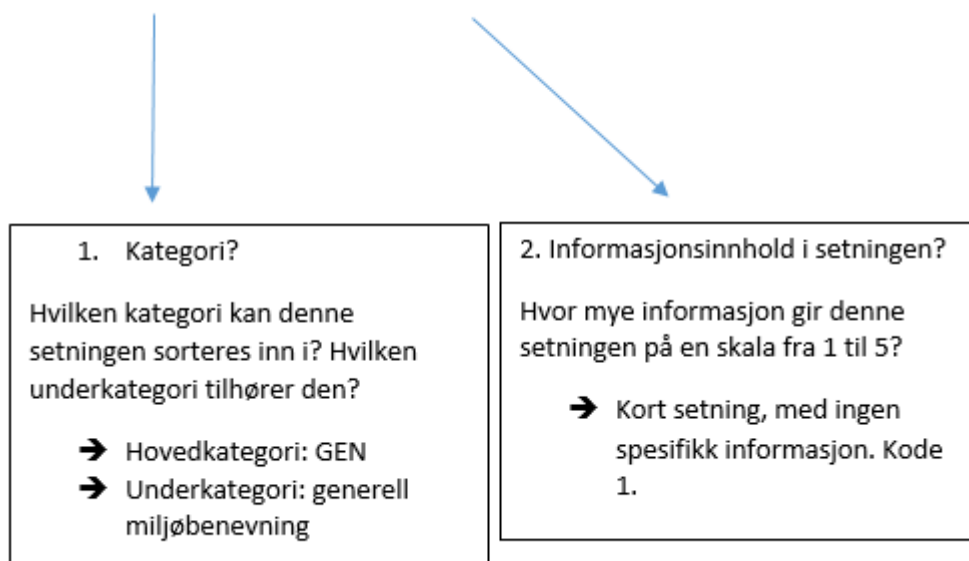 1. Kategori?
Hvilken kategori kan denne
setningen sorteres inn i? Hvilken
underkategori tilhører den?
➔ Hovedkategori: GEN
➔ Underkategori: generell
miljøbenevning
2. Informasjonsinnhold i setningen?
Hvor mye informasjon gir denne
setningen på en skala fra 1 til 5?
➔ Kort setning, med ingen
spesifikk informasjon. Kode
1.